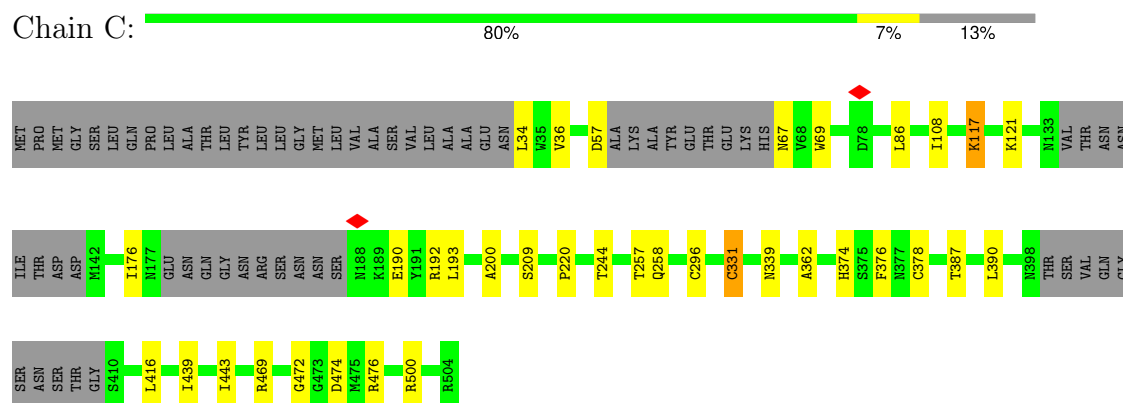 Chain C:
80% 7% 13%
MET PRO MET GLY SER LEU GLN PRO LEU ALA THR LEU TYR LEU LEU GLY MET LEU VAL ALA SER VAL LEU ALA ALA GLU ASN L34 W35 V36 D57 ALA LYS ALA TYR GLU THR GLU LYS HIS N67 V68 W69 D78 L86 I108 K117 K121 N133 VAL THR ASN ASN
ILE THR ASP ASP M142 I176 N177 GLU ASN GLN GLY ASN ARG SER ASN ASN SER N188 K189 E190 Y191 R192 L193 A200 S209 P220 T244 T257 Q258 C296 C331 N339 A362 H374 S375 F376 N377 C378 T387 L390 N398 THR SER VAL GLN GLY
SER ASN SER THR GLY S410 L416 I439 I443 R469 G472 G473 D474 M475 R476 R500 R504